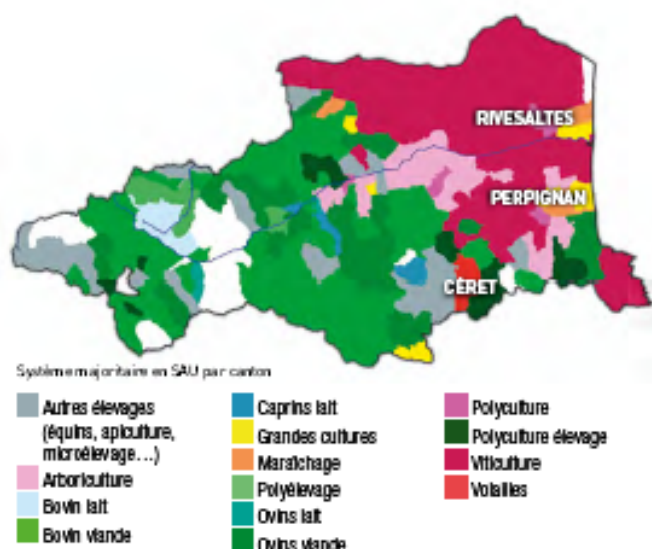 RIVESALTES
PERPIGNAN
CÉRET
Système majoritaire en SAU par canton
Autres élevages
(équins, apiculture,
microélevage...)
Arboriculture
Bovin lait
Bovin viande
Caprins lait
Grandes cultures
Maraîchage
Polyélevage
Ovins lait
Ovins viande
Polyculture
Polyculture élevage
Viticulture
Volailles